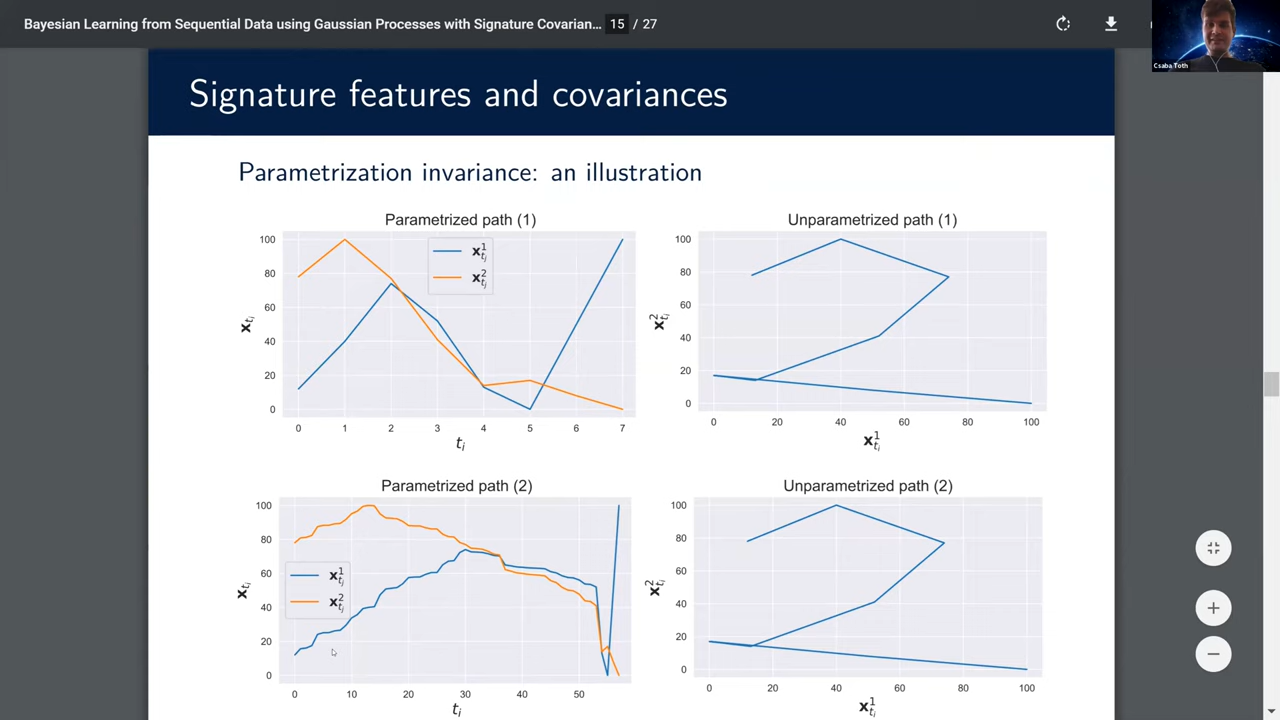 Bayesian Learning from Sequential Data using Gaussian Processes with Signature Covarian... 15 / 27
Csaba Toth
Signature features and covariances
Parametrization invariance: an illustration
Parametrized path (1)
100
80
60
40
20
0
0 1 2 3 4 5 6 7
x_{t_i}
t_i
x^1_{t_j}
x^2_{t_j}
Unparametrized path (1)
100
80
60
40
20
0
0 20 40 60 80 100
x^2_{t_i}
x^1_{t_i}
Parametrized path (2)
100
80
60
40
20
0
0 10 20 30 40 50
x_{t_i}
t_i
x^1_{t_j}
x^2_{t_j}
Unparametrized path (2)
100
80
60
40
20
0
0 20 40 60 80 100
x^2_{t_i}
x^1_{t_i}